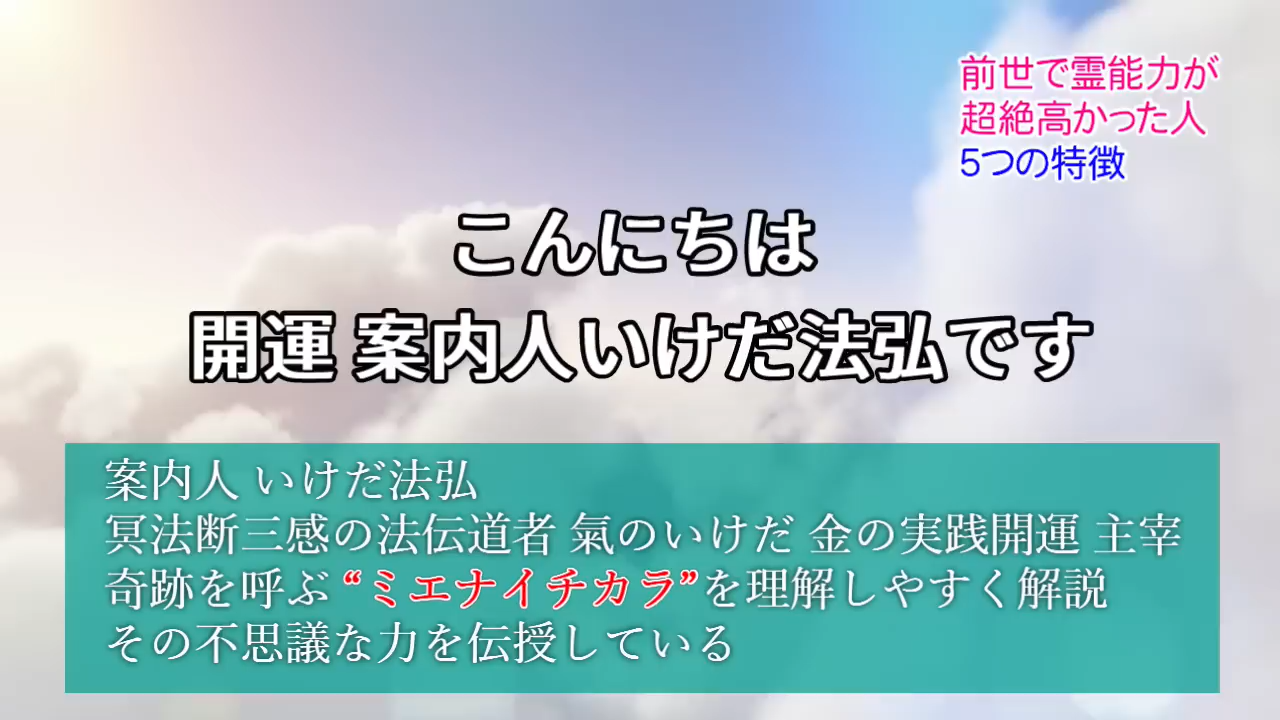 前世で霊能力が
超絶高かった人
5つの特徴
こんにちは
開運 案内人いけだ法弘です
案内人 いけだ法弘
冥法断三感の法伝道者 氣のいけだ 金の実践開運 主宰
奇跡を呼ぶ“ミエナイチカラ”を理解しやすく解説
その不思議な力を伝授している